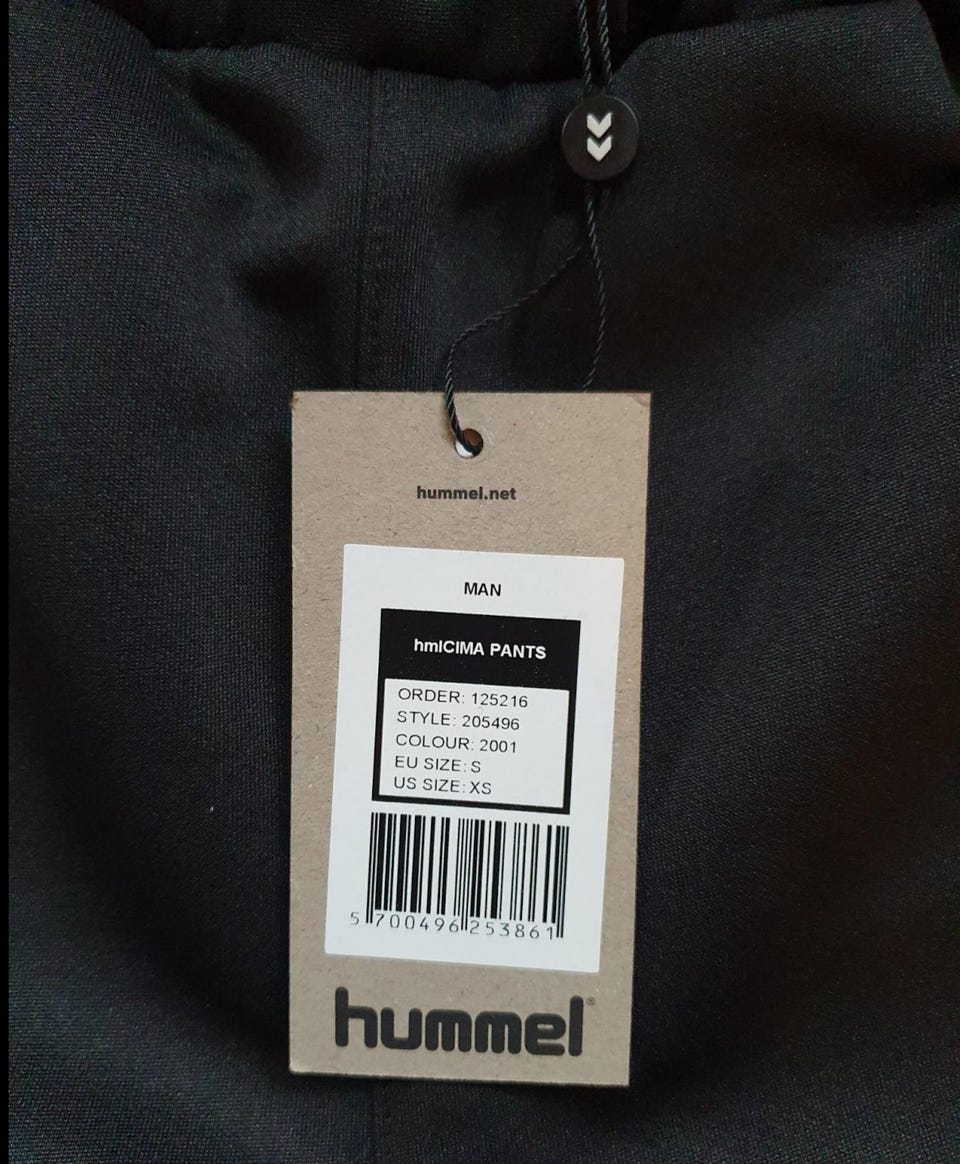 hummel.net
MAN
hmlCIMA PANTS
ORDER: 125216
STYLE: 205496
COLOUR: 2001
EU SIZE: S
US SIZE: XS
5 700496 253861
hummel®